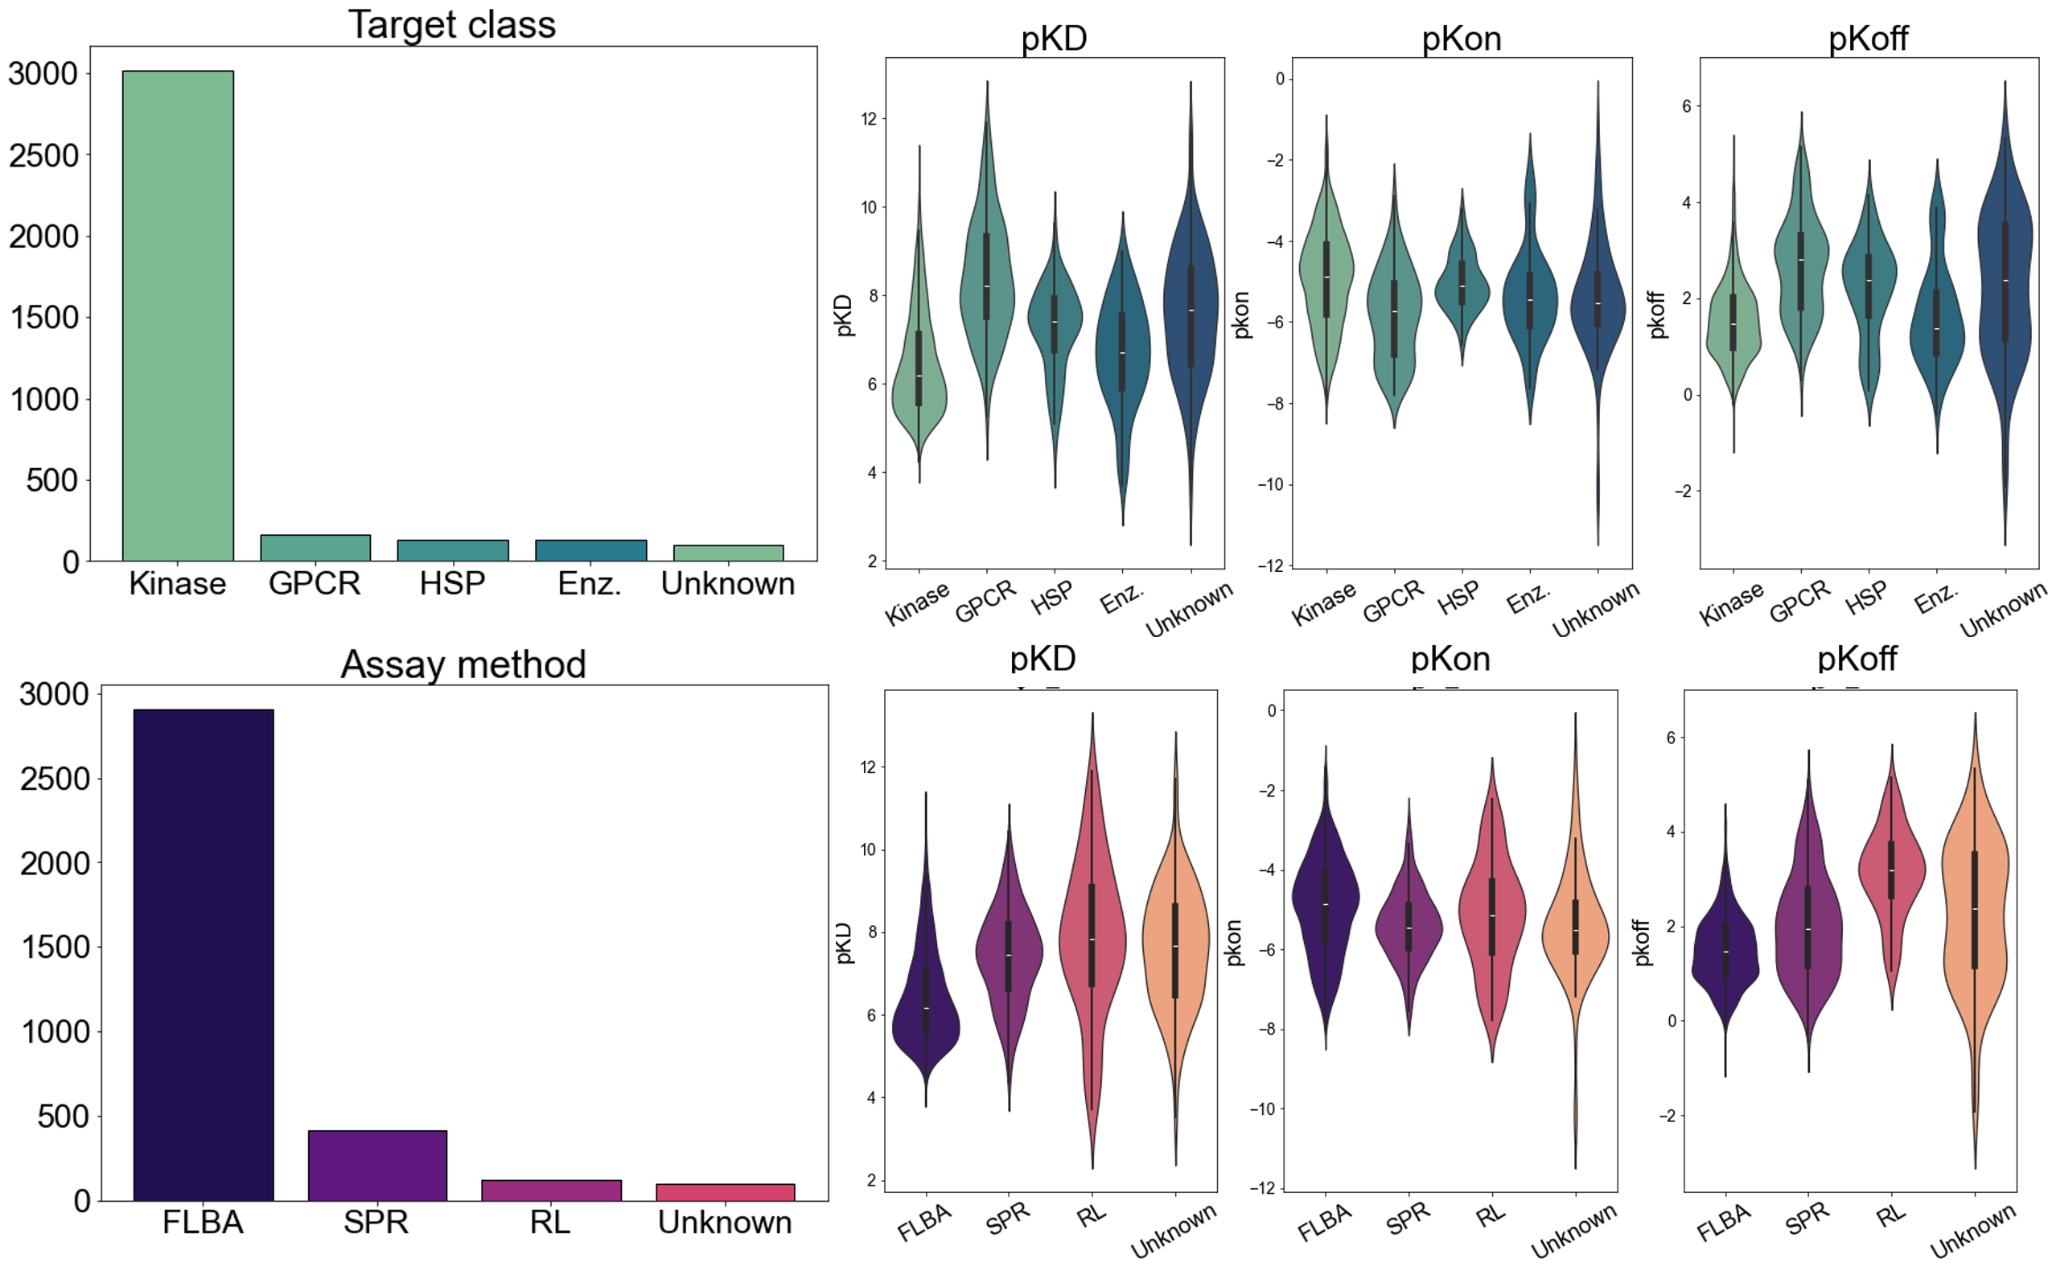 Target class
3000
2500
2000
1500
1000
500
0
Kinase GPCR HSP Enz. Unknown
pKD
pKD
12
10
8
6
4
2
Kinase GPCR HSP Enz. Unknown
pKon
pkon
0
−2
−4
−6
−8
−10
−12
Kinase GPCR HSP Enz. Unknown
pKoff
pkoff
6
4
2
0
−2
Kinase GPCR HSP Enz. Unknown
Assay method
3000
2500
2000
1500
1000
500
0
FLBA SPR RL Unknown
pKD
pKD
12
10
8
6
4
2
FLBA SPR RL Unknown
pKon
pkon
0
−2
−4
−6
−8
−10
−12
FLBA SPR RL Unknown
pKoff
pkoff
6
4
2
0
−2
FLBA SPR RL Unknown